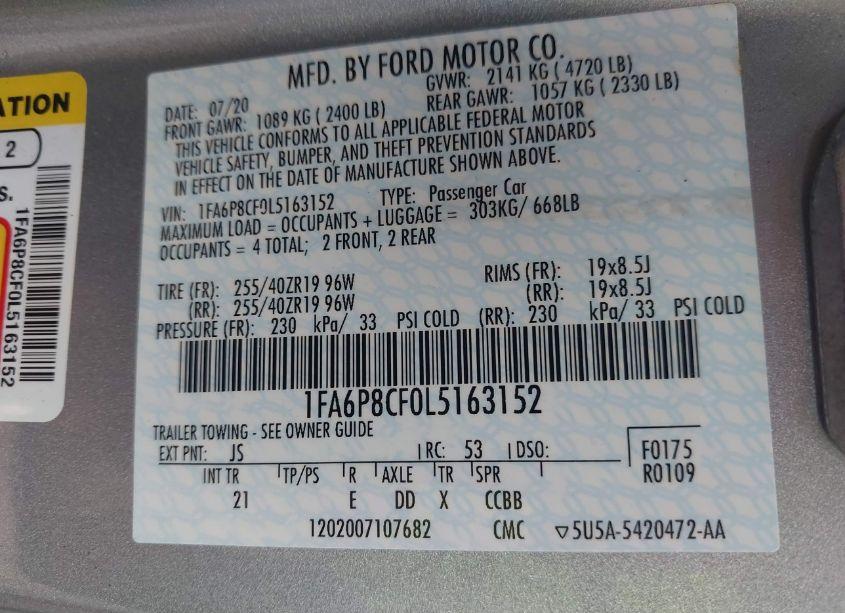 ATION
2
S.
1FA6P8CF0L5163152
MFD. BY FORD MOTOR CO.
DATE: 07/20 GVWR: 2141 KG ( 4720 LB)
FRONT GAWR: 1089 KG ( 2400 LB) REAR GAWR: 1057 KG ( 2330 LB)
THIS VEHICLE CONFORMS TO ALL APPLICABLE FEDERAL MOTOR
VEHICLE SAFETY, BUMPER, AND THEFT PREVENTION STANDARDS
IN EFFECT ON THE DATE OF MANUFACTURE SHOWN ABOVE.
VIN: 1FA6P8CF0L5163152 TYPE: Passenger Car
MAXIMUM LOAD = OCCUPANTS + LUGGAGE = 303KG/ 668LB
OCCUPANTS = 4 TOTAL; 2 FRONT, 2 REAR
TIRE (FR): 255/40ZR19 96W RIMS (FR): 19x8.5J
(RR): 255/40ZR19 96W (RR): 19x8.5J
PRESSURE (FR): 230 kPa/ 33 PSI COLD (RR): 230 kPa/ 33 PSI COLD
1FA6P8CF0L5163152
TRAILER TOWING - SEE OWNER GUIDE
EXT PNT: JS RC: 53 DSO: F0175
INT TR TP/PS R AXLE TR SPR R0109
21 E DD X CCBB
1202007107682 CMC ▽5U5A-5420472-AA